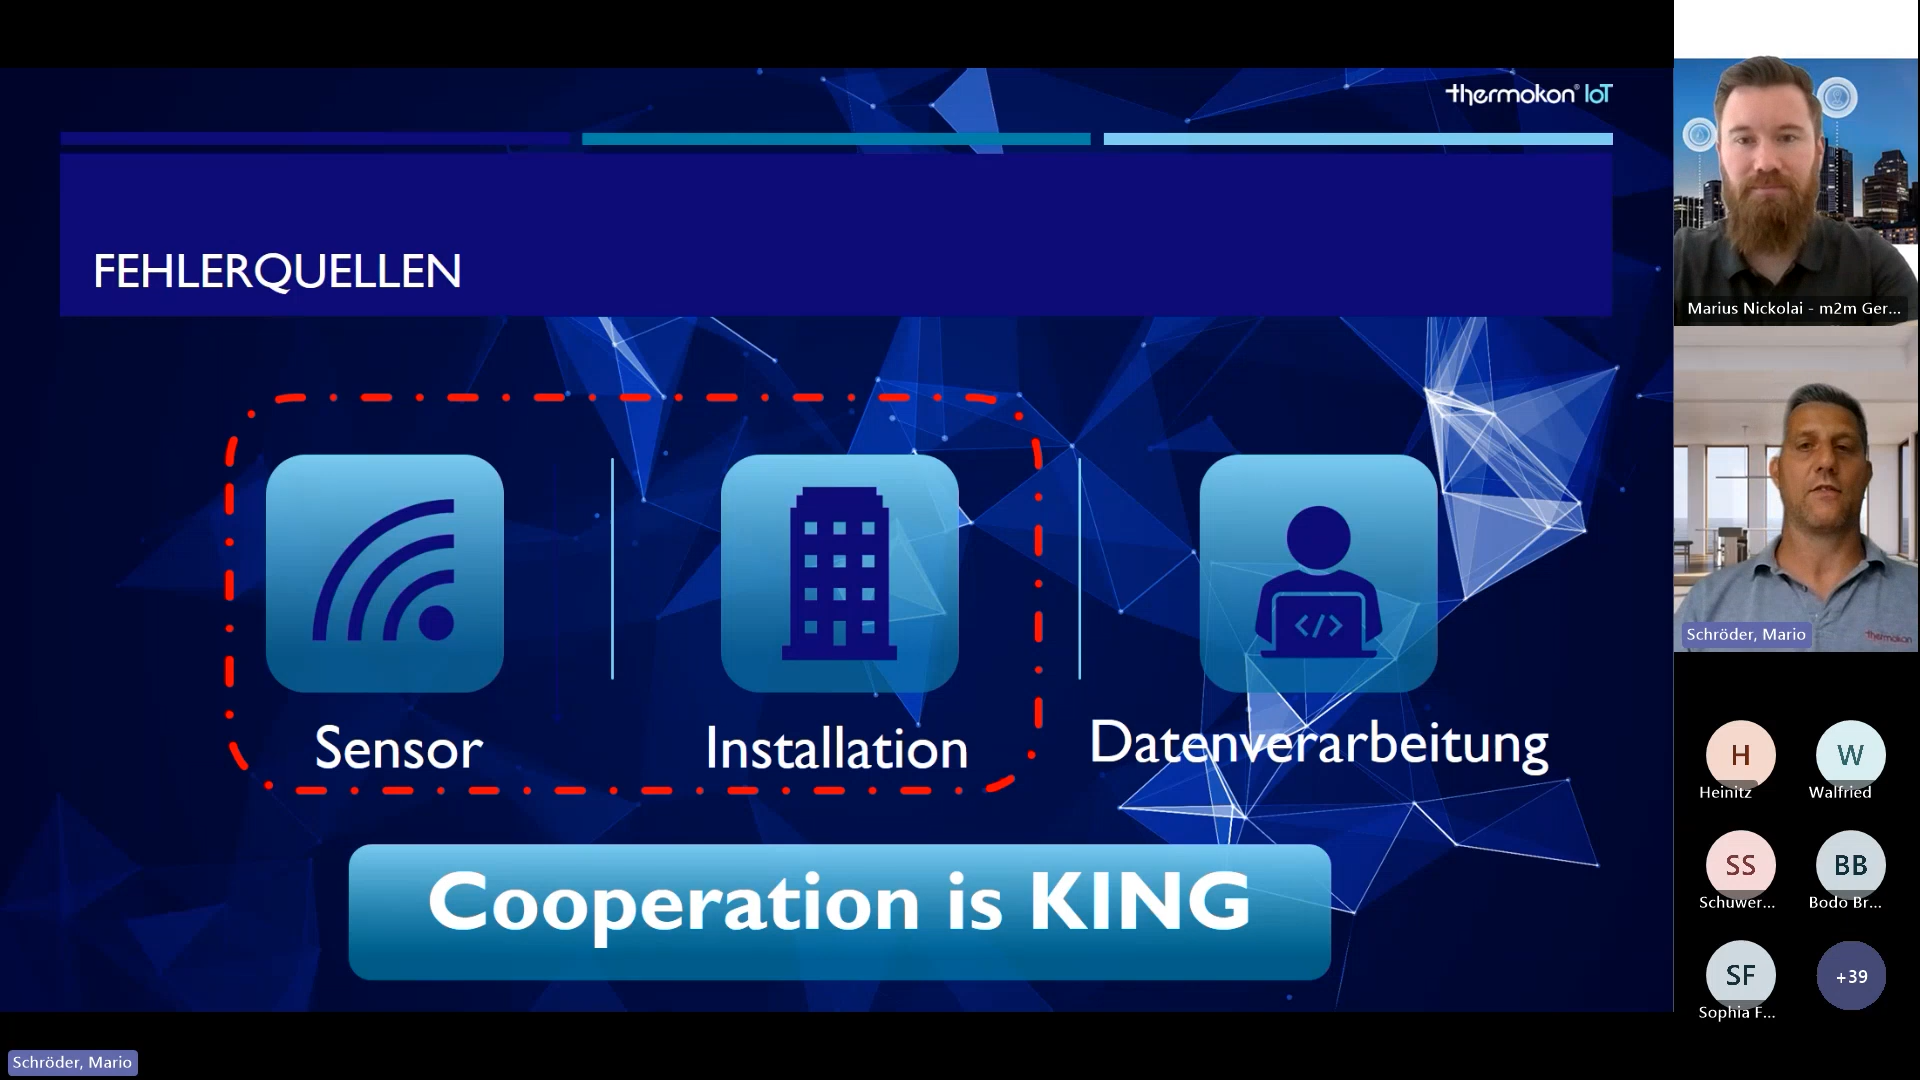 thermokon® IoT
FEHLERQUELLEN
</>
Sensor
Installation
Datenverarbeitung
Cooperation is KING
Marius Nickolai - m2m Ger...
thermokon
Schröder, Mario
H
Heinitz
W
Walfried
SS
Schuwer...
BB
Bodo Br...
SF
Sophia F...
+39
Schröder, Mario